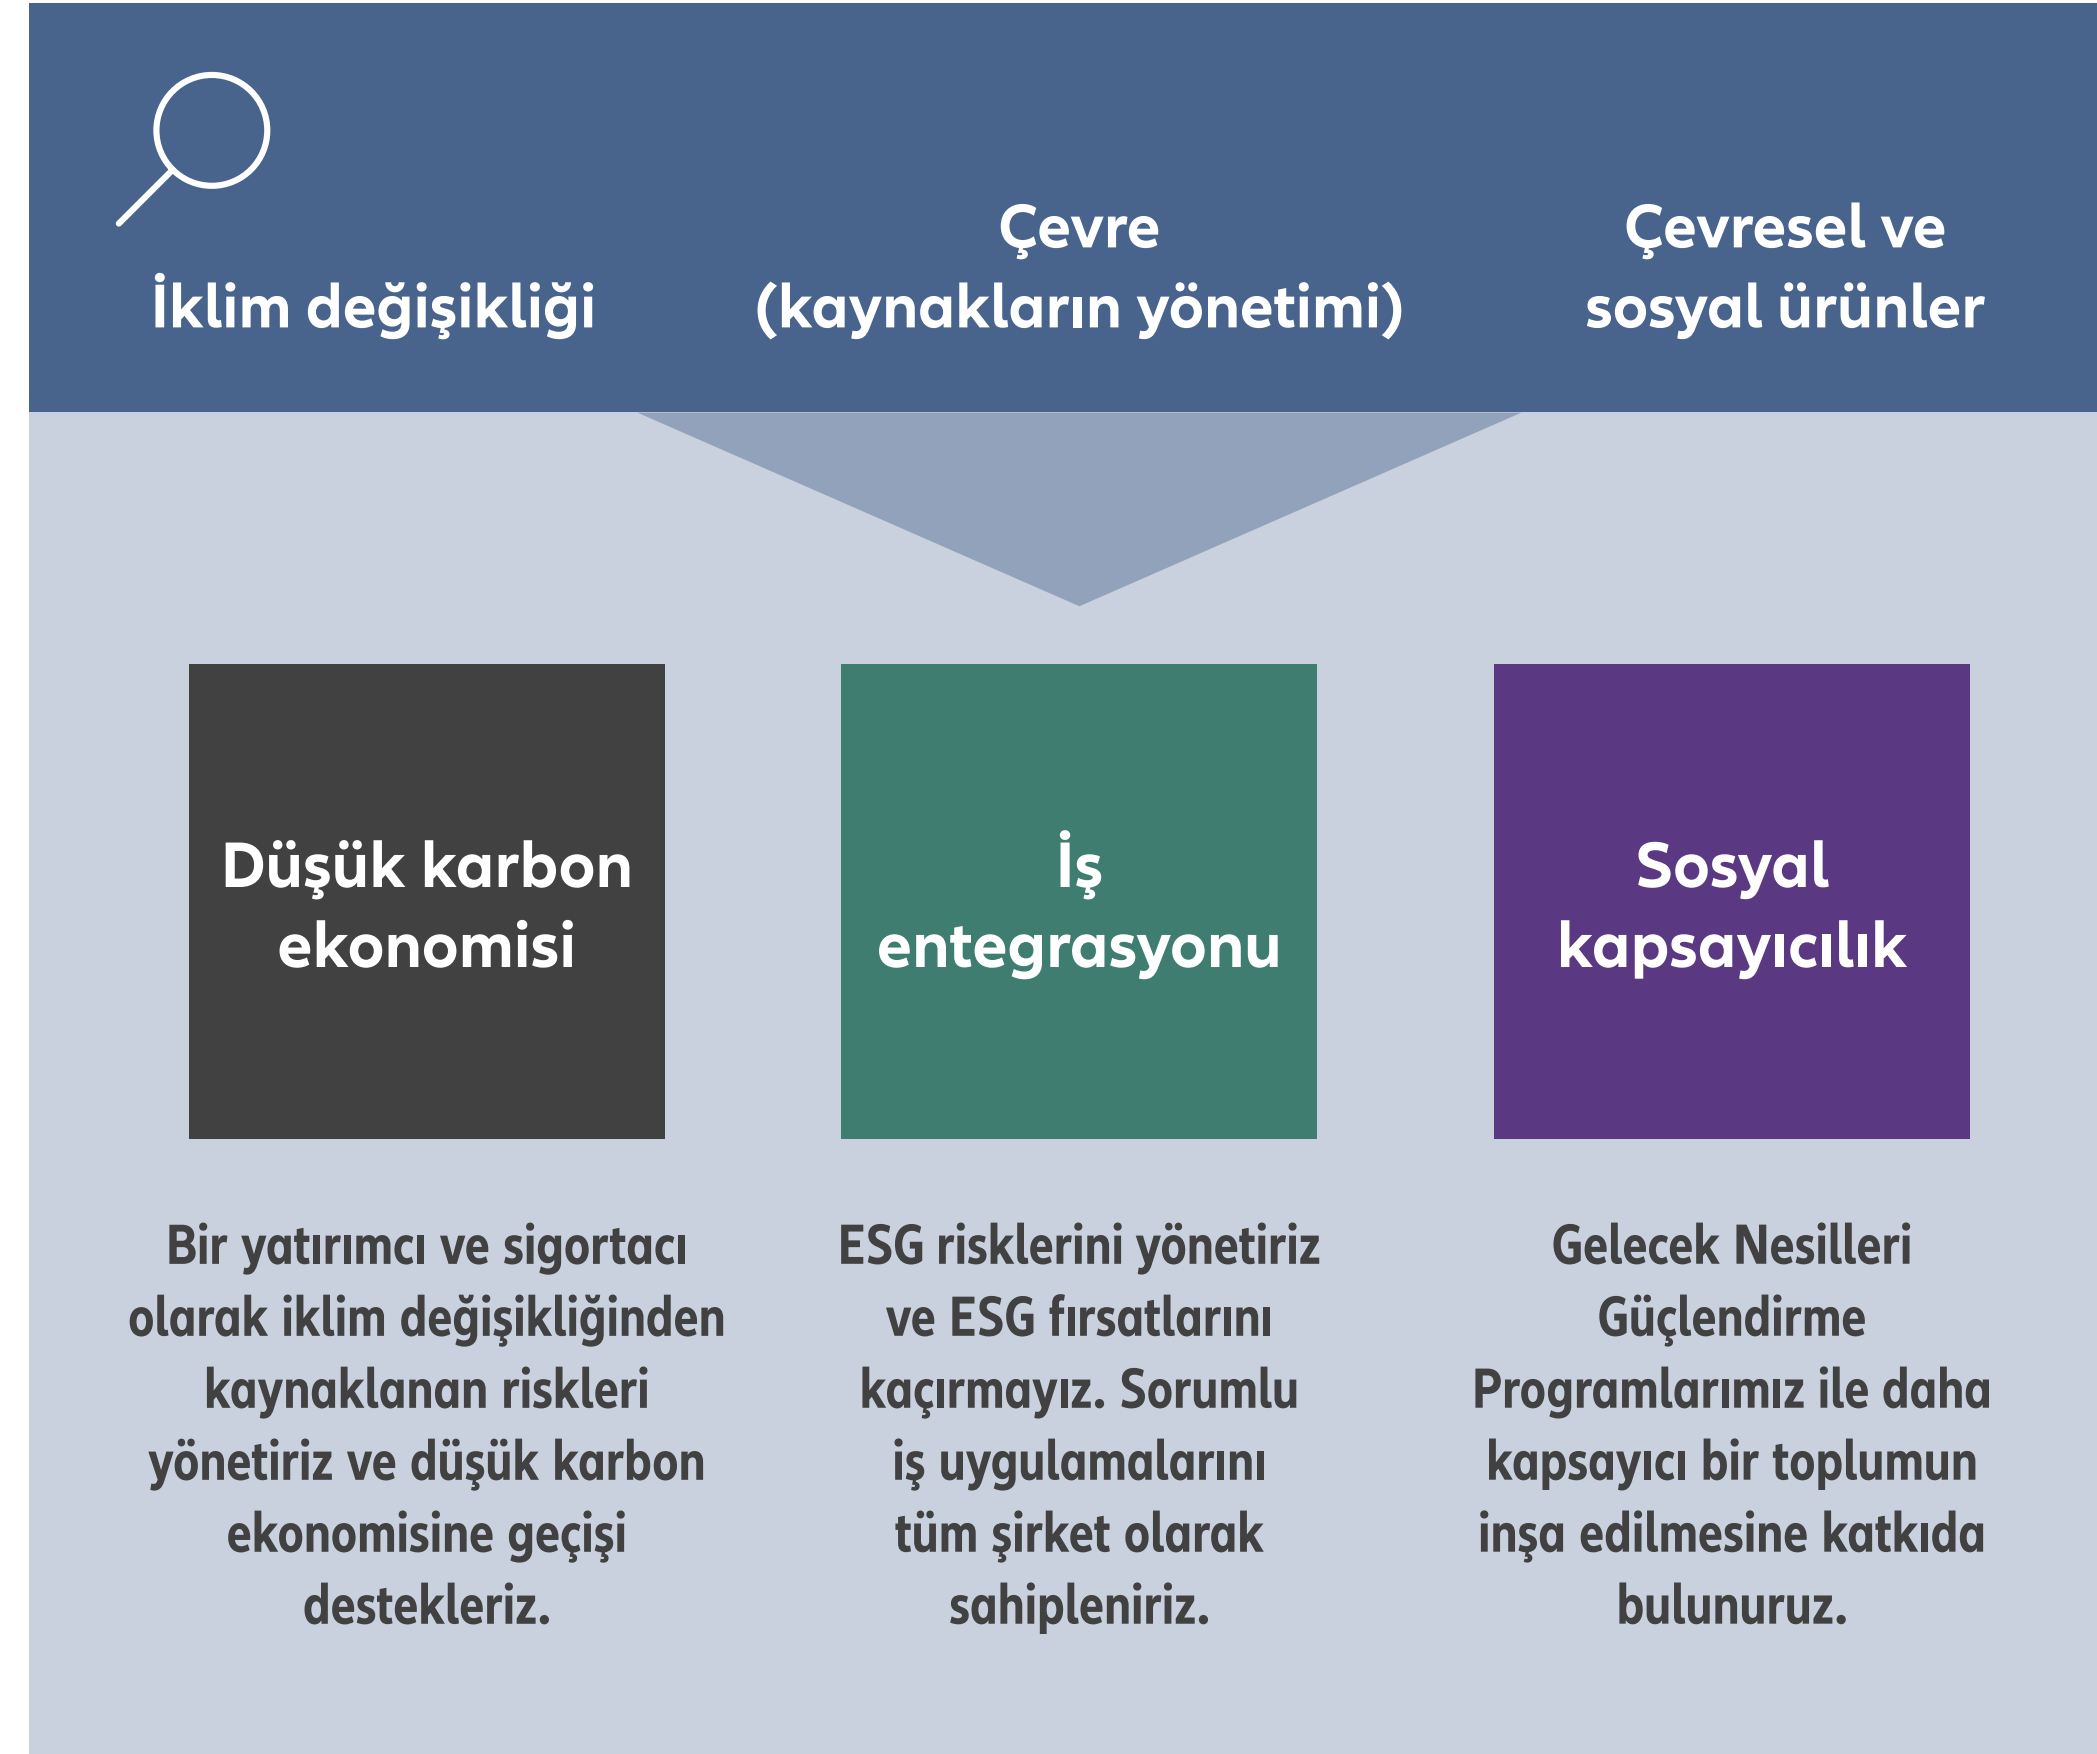 İklim değişikliği
Çevre
(kaynakların yönetimi)
Çevresel ve
sosyal ürünler
Düşük karbon
ekonomisi
İş
entegrasyonu
Sosyal
kapsayıcılık
Bir yatırımcı ve sigortacı
olarak iklim değişikliğinden
kaynaklanan riskleri
yönetiriz ve düşük karbon
ekonomisine geçişi
destekleriz.
ESG risklerini yönetiriz
ve ESG fırsatlarını
kaçırmayız. Sorumlu
iş uygulamalarını
tüm şirket olarak
sahipleniriz.
Gelecek Nesilleri
Güçlendirme
Programlarımız ile daha
kapsayıcı bir toplumun
inşa edilmesine katkıda
bulunuruz.